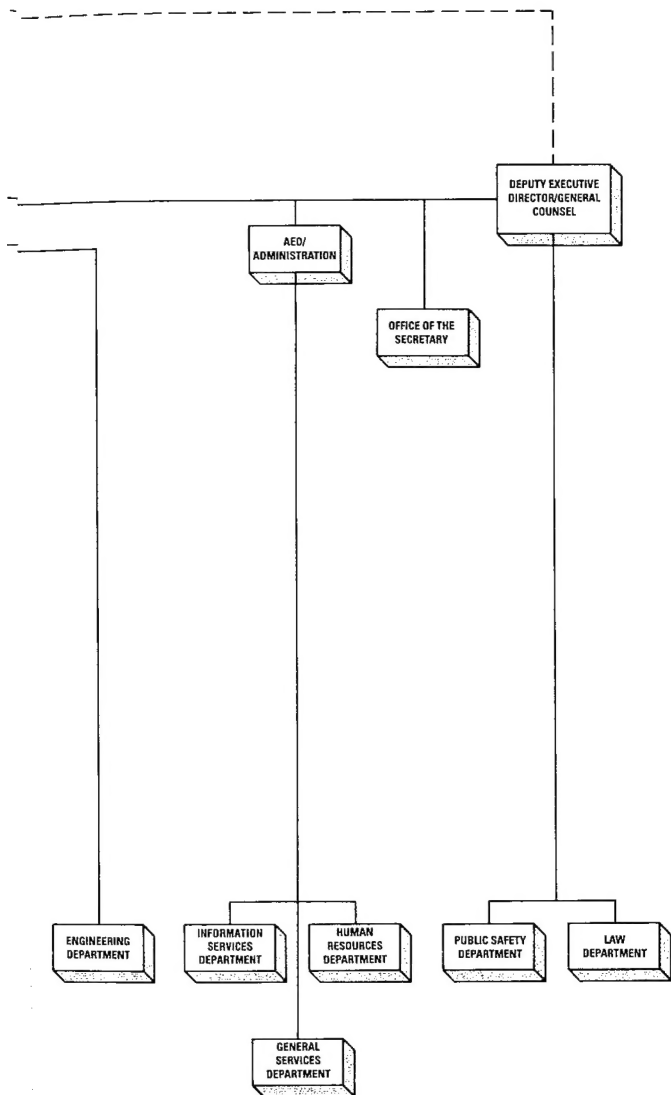 DEPUTY EXECUTIVE
DIRECTOR/GENERAL
COUNSEL
AED/
ADMINISTRATION
OFFICE OF THE
SECRETARY
ENGINEERING
DEPARTMENT
INFORMATION
SERVICES
DEPARTMENT
HUMAN
RESOURCES
DEPARTMENT
PUBLIC SAFETY
DEPARTMENT
LAW
DEPARTMENT
GENERAL
SERVICES
DEPARTMENT